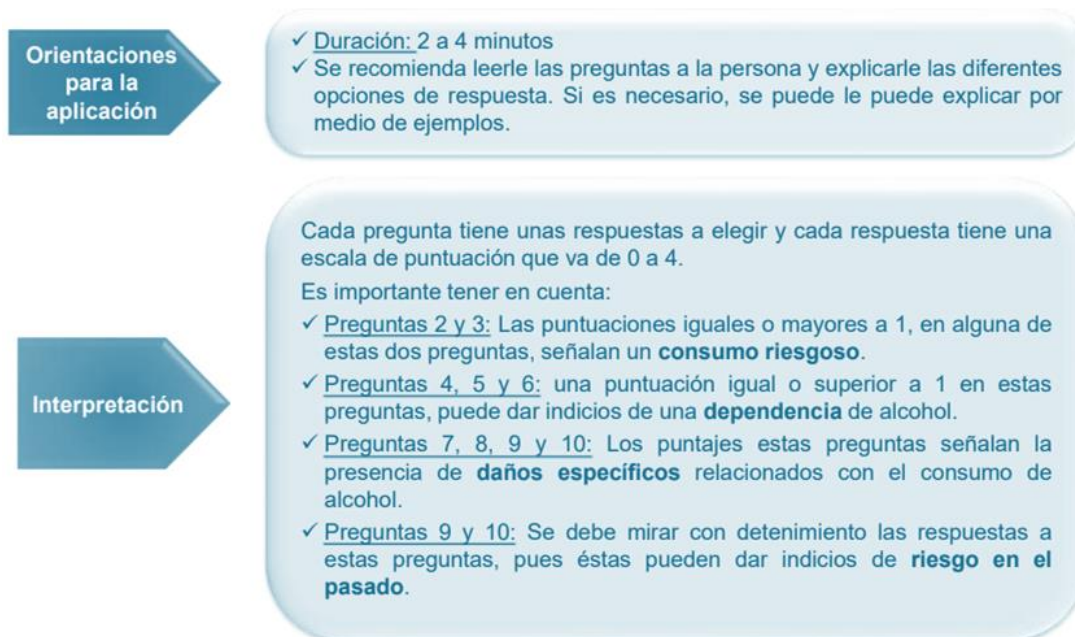 Orientaciones
para la
aplicación
✓ Duración: 2 a 4 minutos
✓ Se recomienda leerle las preguntas a la persona y explicarle las diferentes
opciones de respuesta. Si es necesario, se puede le puede explicar por
medio de ejemplos.
Interpretación
Cada pregunta tiene unas respuestas a elegir y cada respuesta tiene una
escala de puntuación que va de 0 a 4.
Es importante tener en cuenta:
✓ Preguntas 2 y 3: Las puntuaciones iguales o mayores a 1, en alguna de
estas dos preguntas, señalan un consumo riesgoso.
✓ Preguntas 4, 5 y 6: una puntuación igual o superior a 1 en estas
preguntas, puede dar indicios de una dependencia de alcohol.
✓ Preguntas 7, 8, 9 y 10: Los puntajes estas preguntas señalan la
presencia de daños específicos relacionados con el consumo de
alcohol.
✓ Preguntas 9 y 10: Se debe mirar con detenimiento las respuestas a
estas preguntas, pues éstas pueden dar indicios de riesgo en el
pasado.